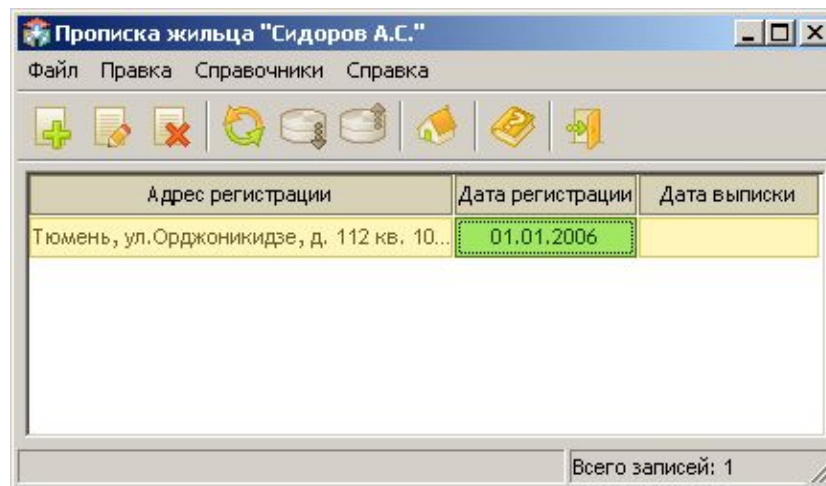 Прописка жильца "Сидоров А.С."
Файл Правка Справочники Справка
Адрес регистрации Дата регистрации Дата выписки
Тюмень, ул.Орджоникидзе, д. 112 кв. 10... 01.01.2006
Всего записей: 1